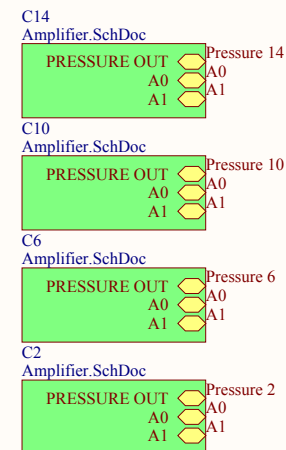 C14
Amplifier.SchDoc
PRESSURE OUT Pressure 14
A0 A0
A1 A1
C10
Amplifier.SchDoc
PRESSURE OUT Pressure 10
A0 A0
A1 A1
C6
Amplifier.SchDoc
PRESSURE OUT Pressure 6
A0 A0
A1 A1
C2
Amplifier.SchDoc
PRESSURE OUT Pressure 2
A0 A0
A1 A1